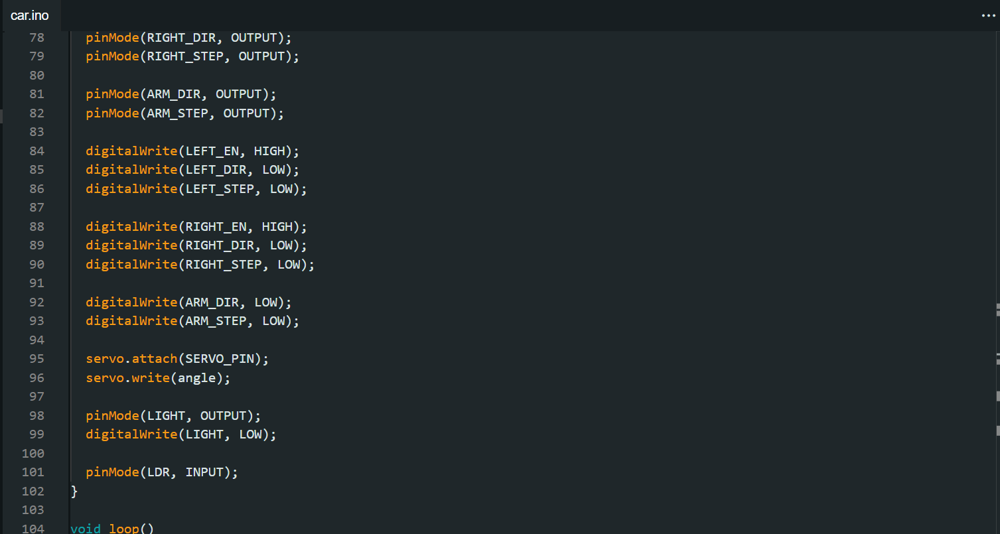 car.ino
78 pinMode(RIGHT_DIR, OUTPUT);
79 pinMode(RIGHT_STEP, OUTPUT);
80
81 pinMode(ARM_DIR, OUTPUT);
82 pinMode(ARM_STEP, OUTPUT);
83
84 digitalWrite(LEFT_EN, HIGH);
85 digitalWrite(LEFT_DIR, LOW);
86 digitalWrite(LEFT_STEP, LOW);
87
88 digitalWrite(RIGHT_EN, HIGH);
89 digitalWrite(RIGHT_DIR, LOW);
90 digitalWrite(RIGHT_STEP, LOW);
91
92 digitalWrite(ARM_DIR, LOW);
93 digitalWrite(ARM_STEP, LOW);
94
95 servo.attach(SERVO_PIN);
96 servo.write(angle);
97
98 pinMode(LIGHT, OUTPUT);
99 digitalWrite(LIGHT, LOW);
100
101 pinMode(LDR, INPUT);
102 }
103
104 void loop()